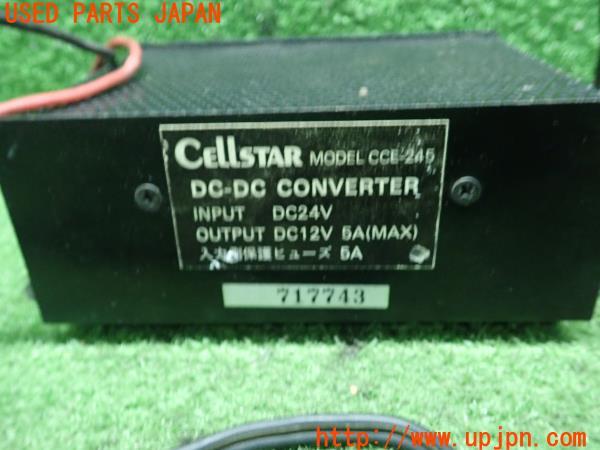 USED PARTS JAPAN
CELLSTAR MODEL CCE-245
DC-DC CONVERTER
INPUT DC24V
OUTPUT DC12V 5A(MAX)
入力側保護ヒューズ 5A
717743
http://www.upjpn.com/